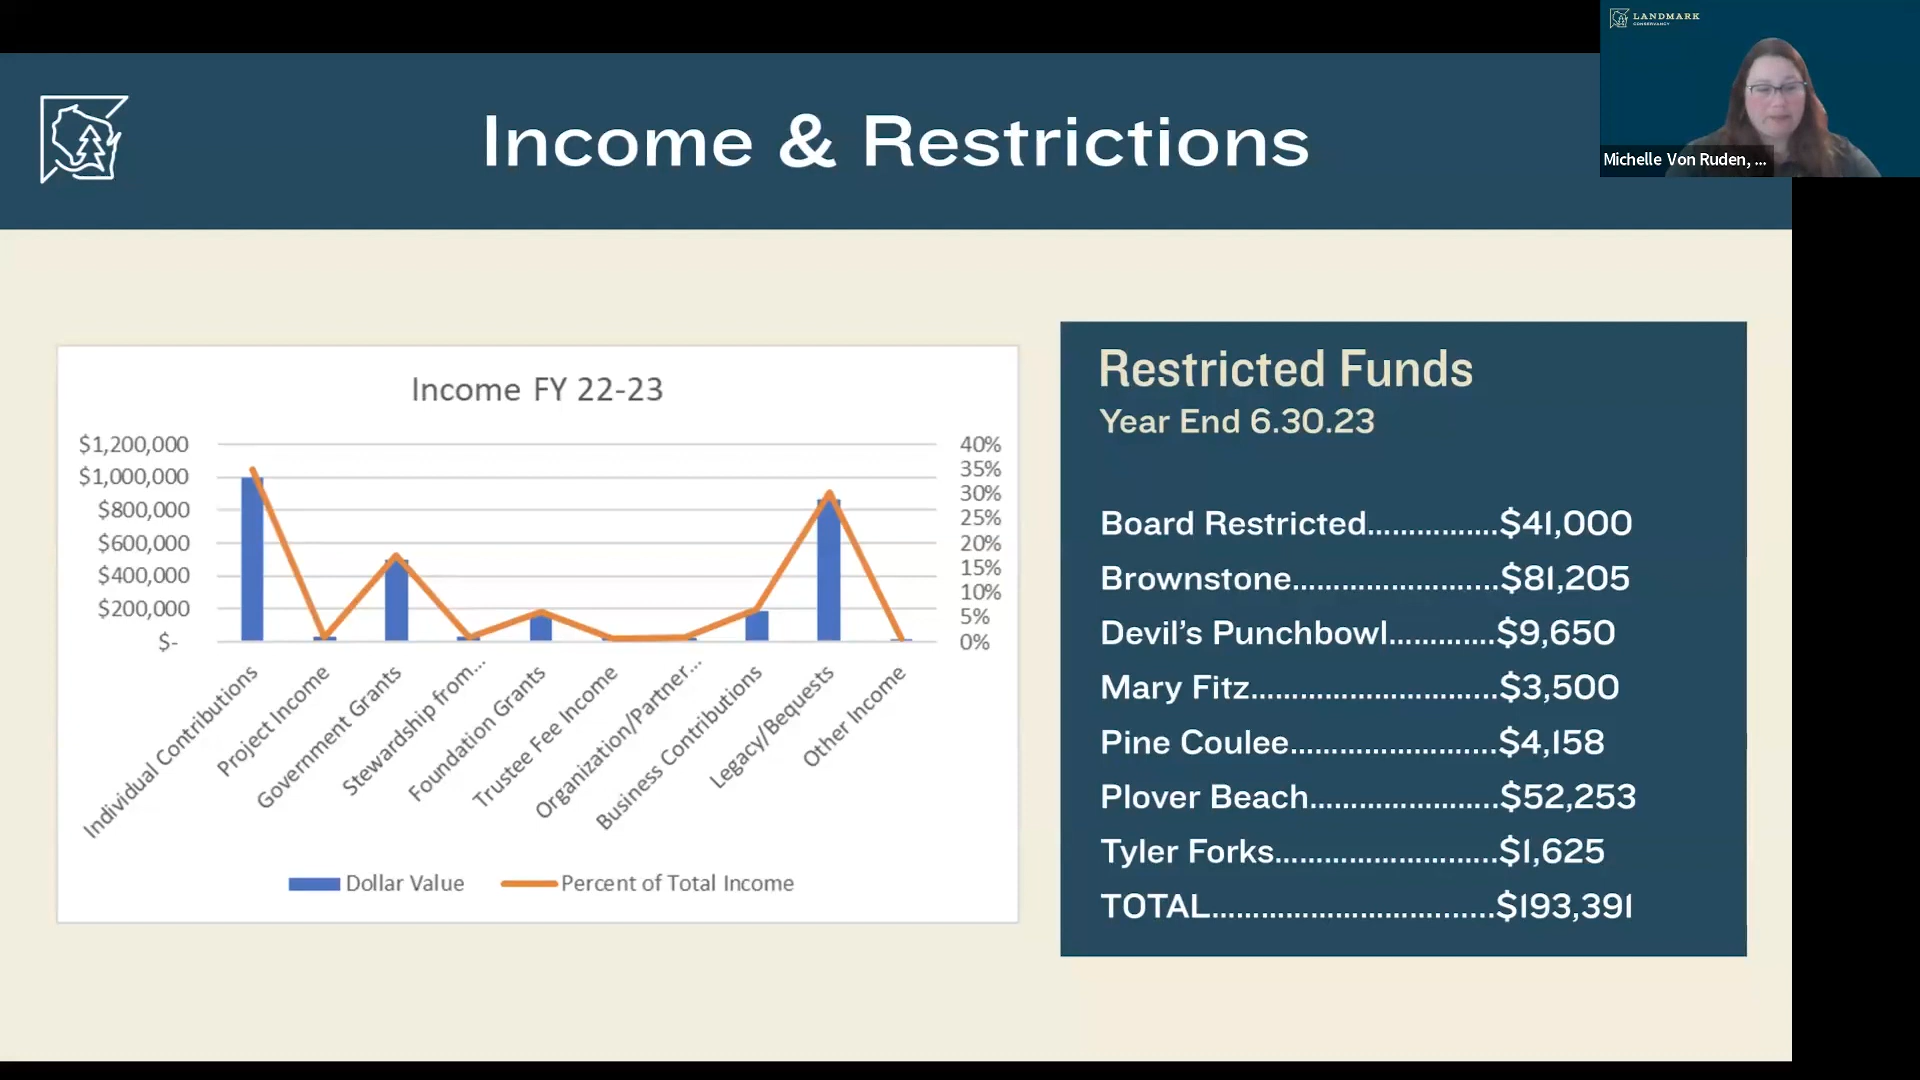 LANDMARK
CONSERVANCY
Michelle Von Ruden, ...
Income & Restrictions
Income FY 22-23
$1,200,000
$1,000,000
$800,000
$600,000
$400,000
$200,000
$-
40%
35%
30%
25%
20%
15%
10%
5%
0%
Individual Contributions
Project Income
Government Grants
Stewardship from...
Foundation Grants
Trustee Fee Income
Organization/Partner...
Business Contributions
Legacy/Bequests
Other Income
Dollar Value
Percent of Total Income
Restricted Funds
Year End 6.30.23
Board Restricted................$41,000
Brownstone.........................$81,205
Devil's Punchbowl.............$9,650
Mary Fitz..............................$3,500
Pine Coulee.........................$4,158
Plover Beach.......................$52,253
Tyler Forks...........................$1,625
TOTAL..................................$193,391